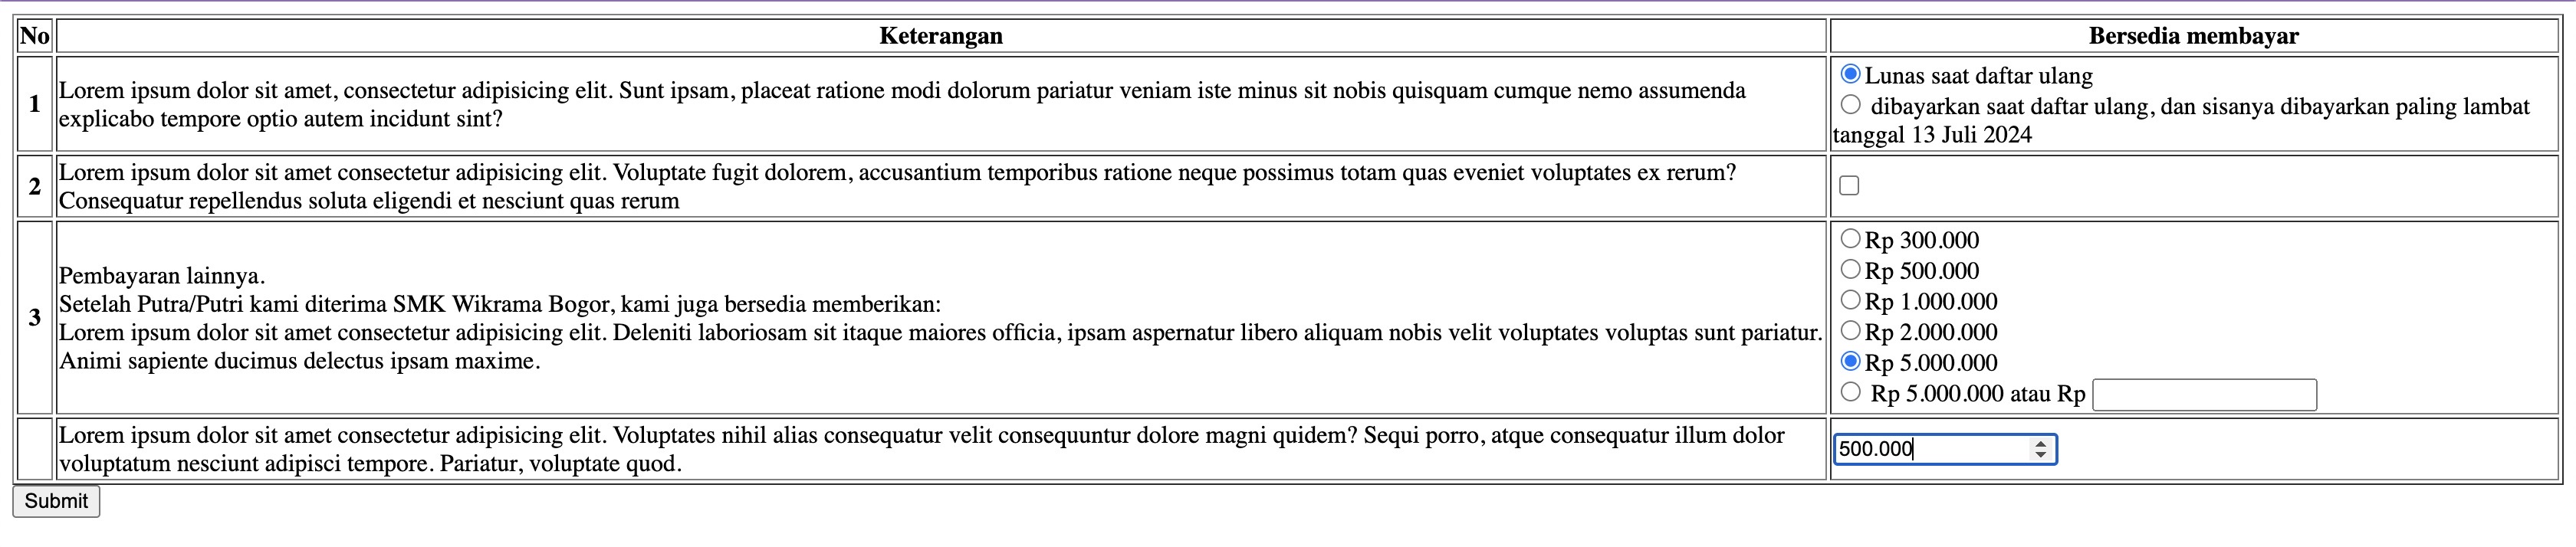 No
Keterangan
Bersedia membayar
1
Lorem ipsum dolor sit amet, consectetur adipisicing elit. Sunt ipsam, placeat ratione modi dolorum pariatur veniam iste minus sit nobis quisquam cumque nemo assumenda
explicabo tempore optio autem incidunt sint?
Lunas saat daftar ulang
dibayarkan saat daftar ulang, dan sisanya dibayarkan paling lambat
tanggal 13 Juli 2024
2
Lorem ipsum dolor sit amet consectetur adipisicing elit. Voluptate fugit dolorem, accusantium temporibus ratione neque possimus totam quas eveniet voluptates ex rerum?
Consequatur repellendus soluta eligendi et nesciunt quas rerum
3
Pembayaran lainnya.
Setelah Putra/Putri kami diterima SMK Wikrama Bogor, kami juga bersedia memberikan:
Lorem ipsum dolor sit amet consectetur adipisicing elit. Deleniti laboriosam sit itaque maiores officia, ipsam aspernatur libero aliquam nobis velit voluptates voluptas sunt pariatur.
Animi sapiente ducimus delectus ipsam maxime.
Rp 300.000
Rp 500.000
Rp 1.000.000
Rp 2.000.000
Rp 5.000.000
Rp 5.000.000 atau Rp
Lorem ipsum dolor sit amet consectetur adipisicing elit. Voluptates nihil alias consequatur velit consequuntur dolore magni quidem? Sequi porro, atque consequatur illum dolor
voluptatum nesciunt adipisci tempore. Pariatur, voluptate quod.
500.000
Submit